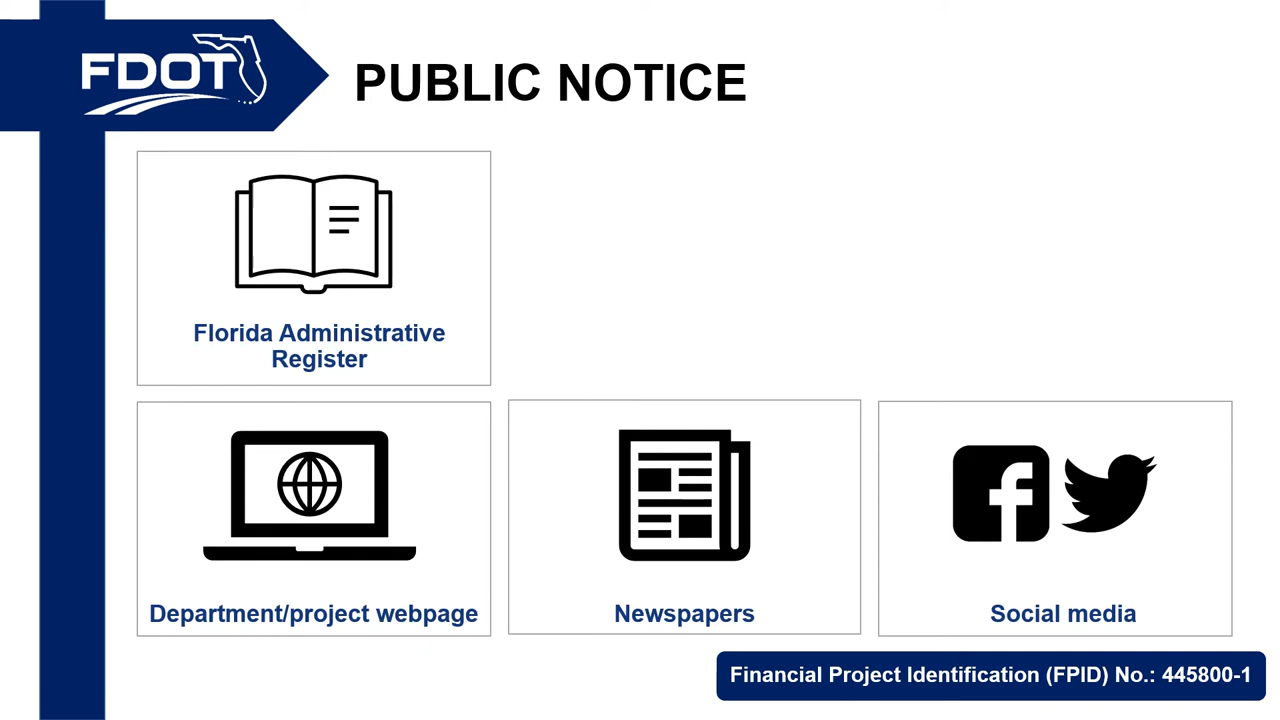 FDOT
PUBLIC NOTICE
Florida Administrative
Register
Department/project webpage
Newspapers
Social media
Financial Project Identification (FPID) No.: 445800-1